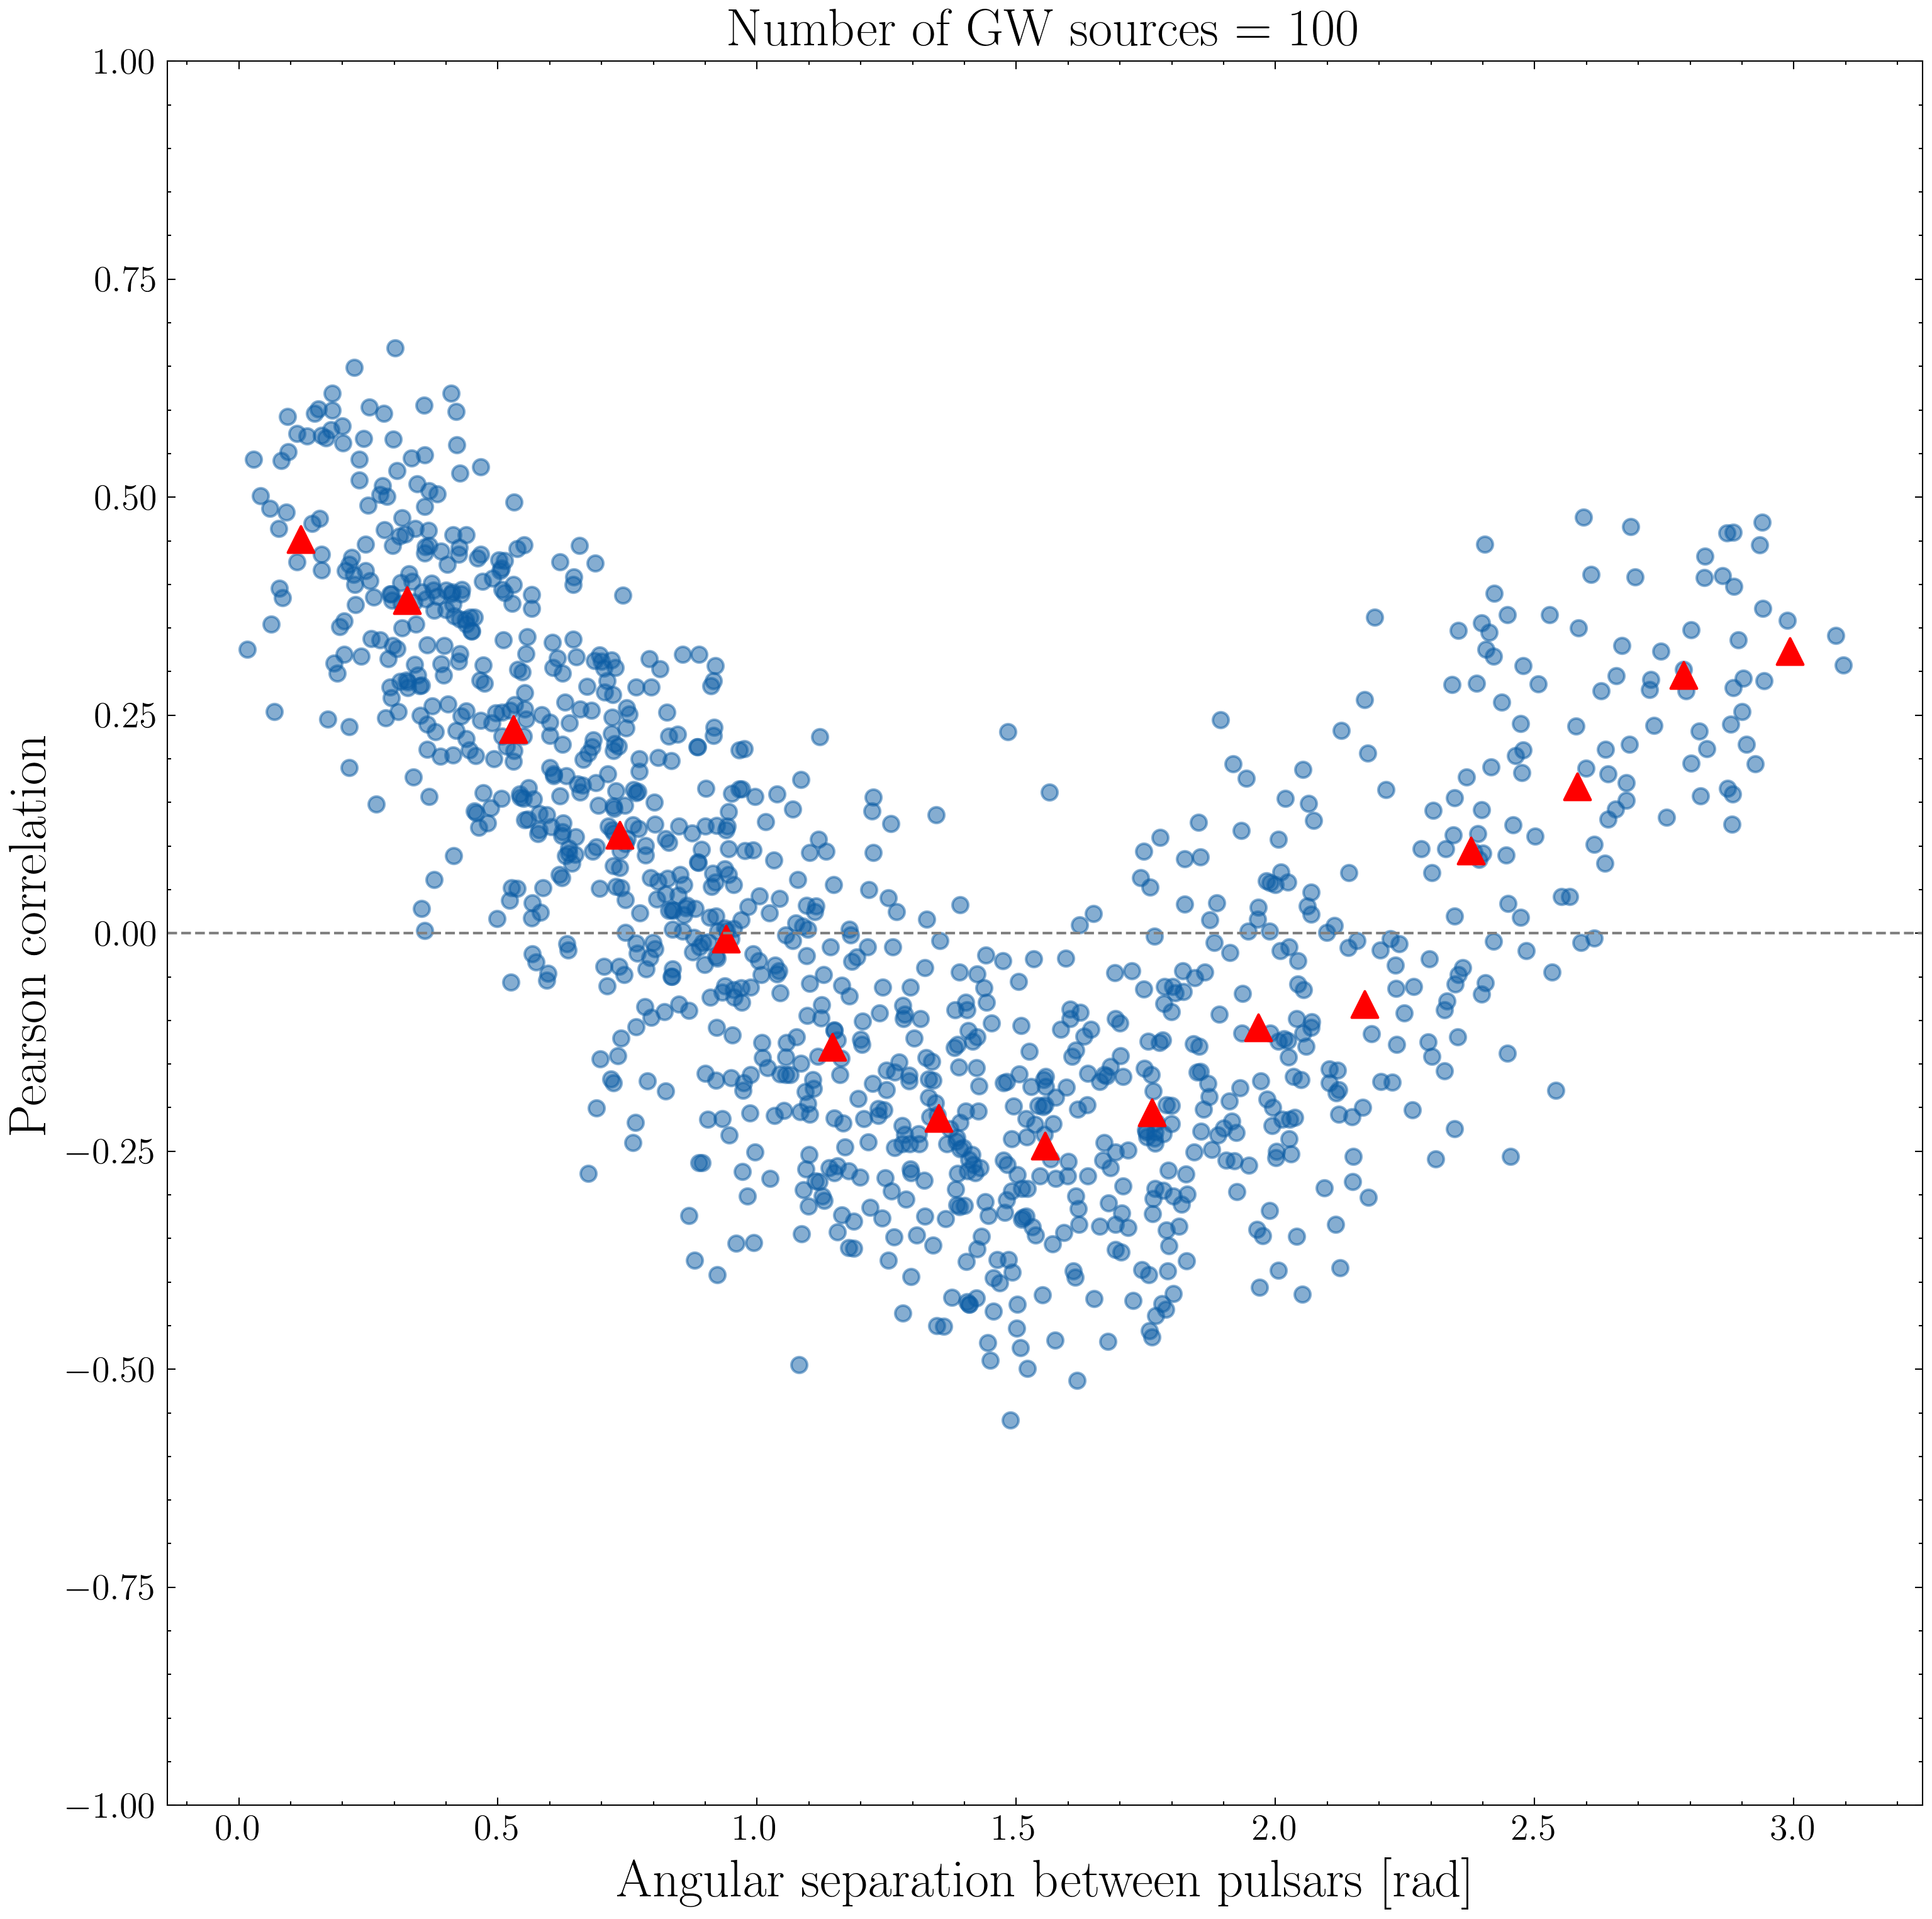 Number of GW sources = 100
1.00
0.75
0.50
0.25
0.00
−0.25
−0.50
−0.75
−1.00
Pearson correlation
0.0 0.5 1.0 1.5 2.0 2.5 3.0
Angular separation between pulsars [rad]